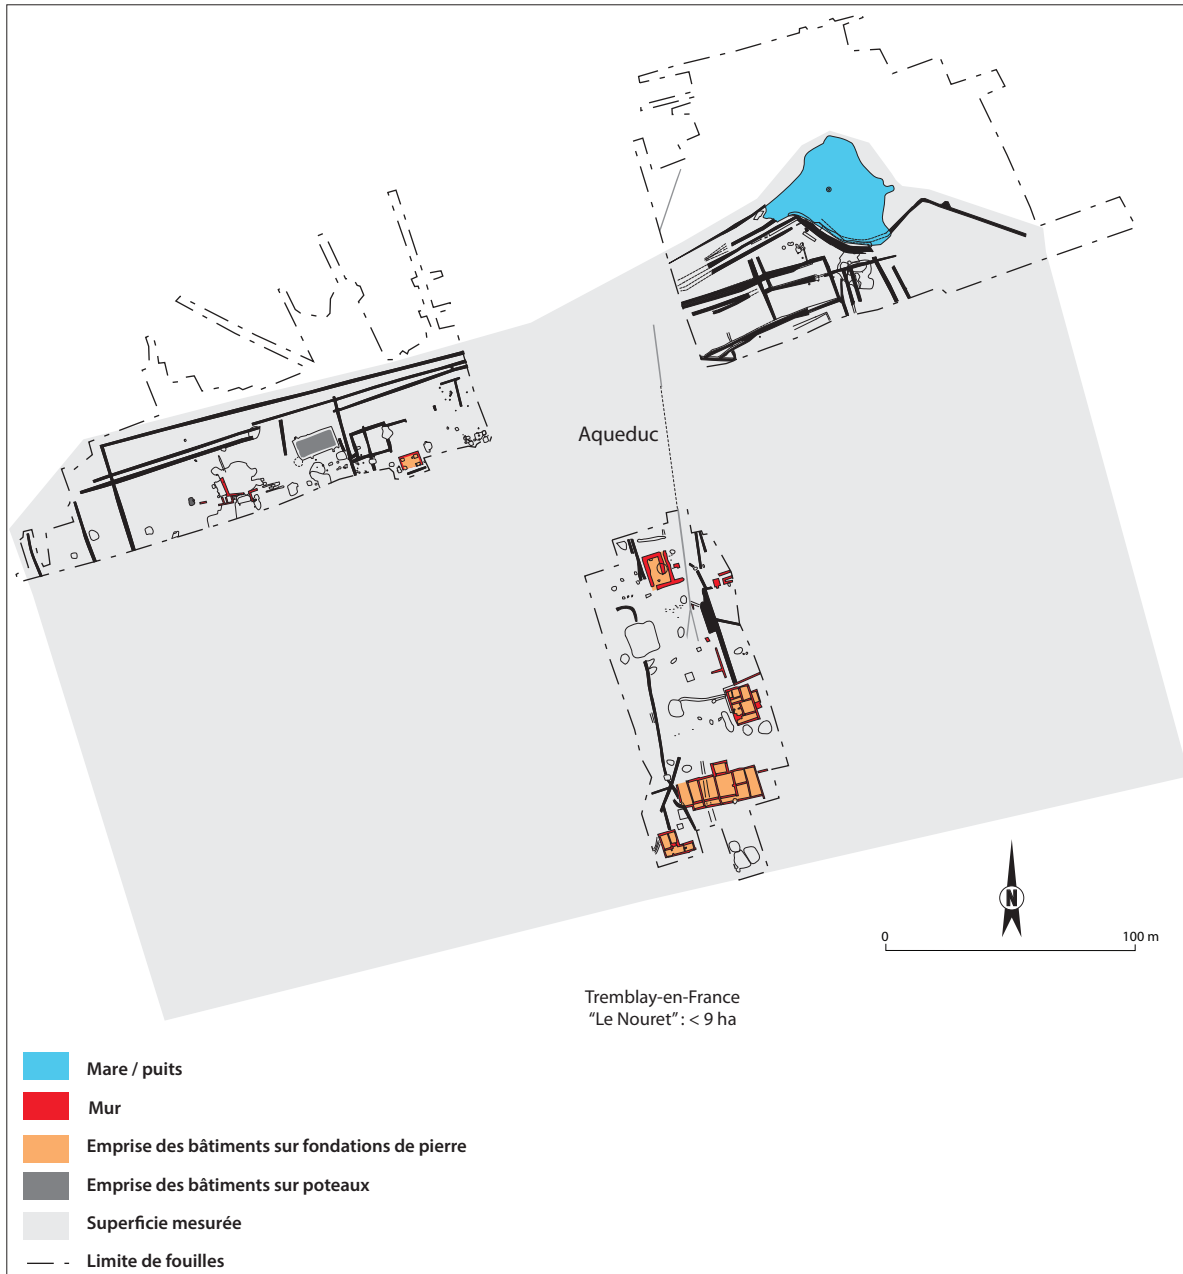 Aqueduc
N
0 100 m
Tremblay-en-France
“Le Nouret” : < 9 ha
Mare / puits
Mur
Emprise des bâtiments sur fondations de pierre
Emprise des bâtiments sur poteaux
Superficie mesurée
Limite de fouilles